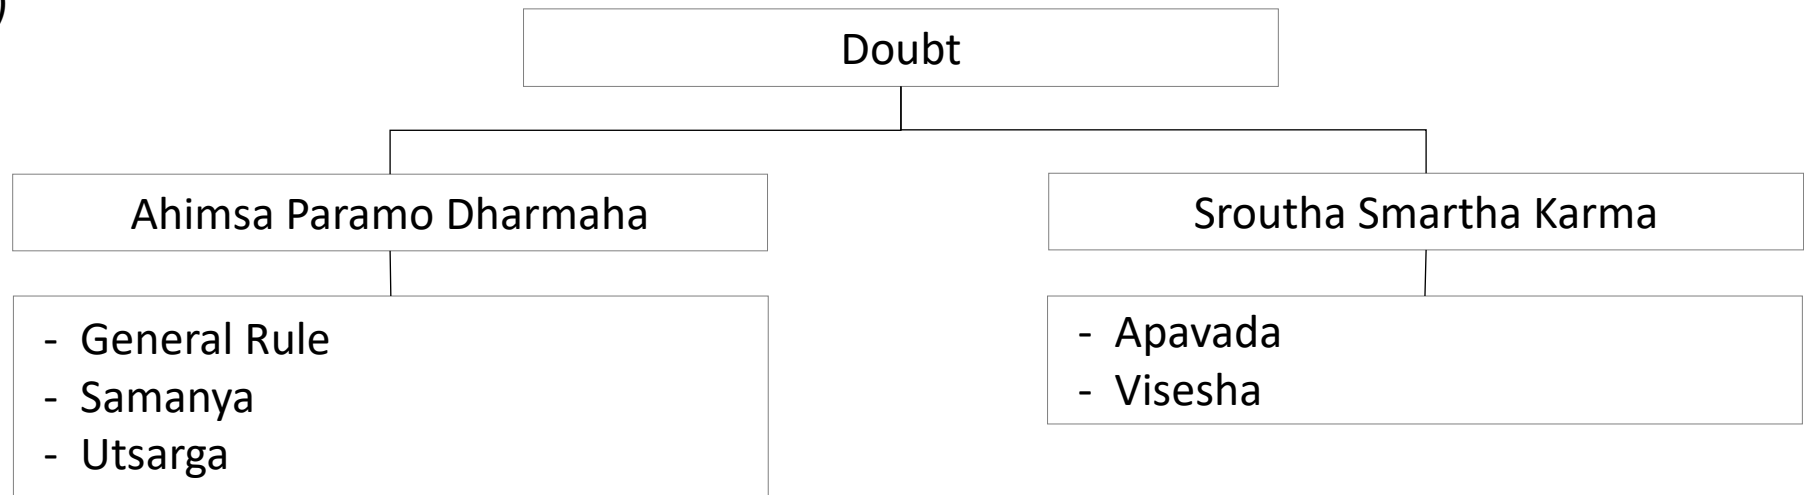 )
Doubt
Ahimsa Paramo Dharmaha
Sroutha Smartha Karma
- General Rule
- Samanya
- Utsarga
- Apavada
- Visesha